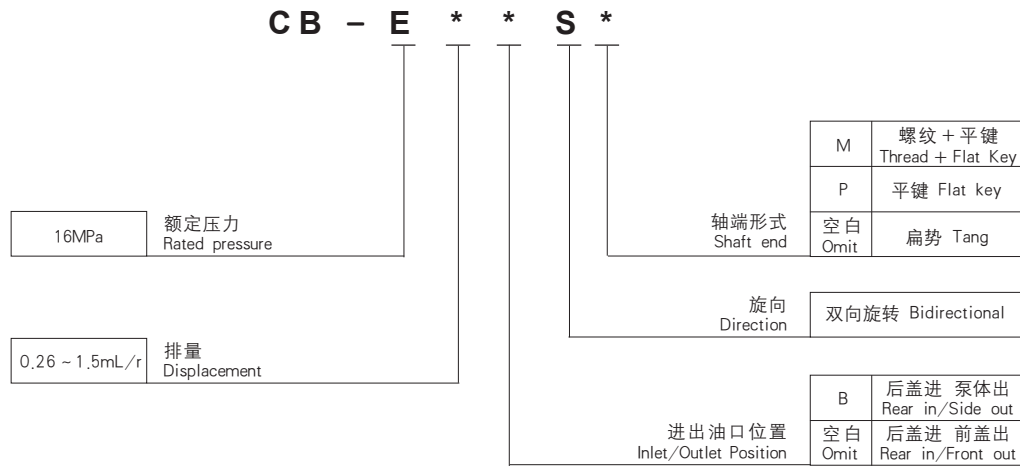 CB – E * * S *
M
螺纹＋平键
Thread + Flat Key
P
平键 Flat key
16MPa
额定压力
Rated pressure
轴端形式
Shaft end
空白
Omit
扁势 Tang
旋向
Direction
双向旋转 Bidirectional
0.26 ~ 1.5mL/r
排量
Displacement
B
后盖进 泵体出
Rear in/Side out
进出油口位置
Inlet/Outlet Position
空白
Omit
后盖进 前盖出
Rear in/Front out